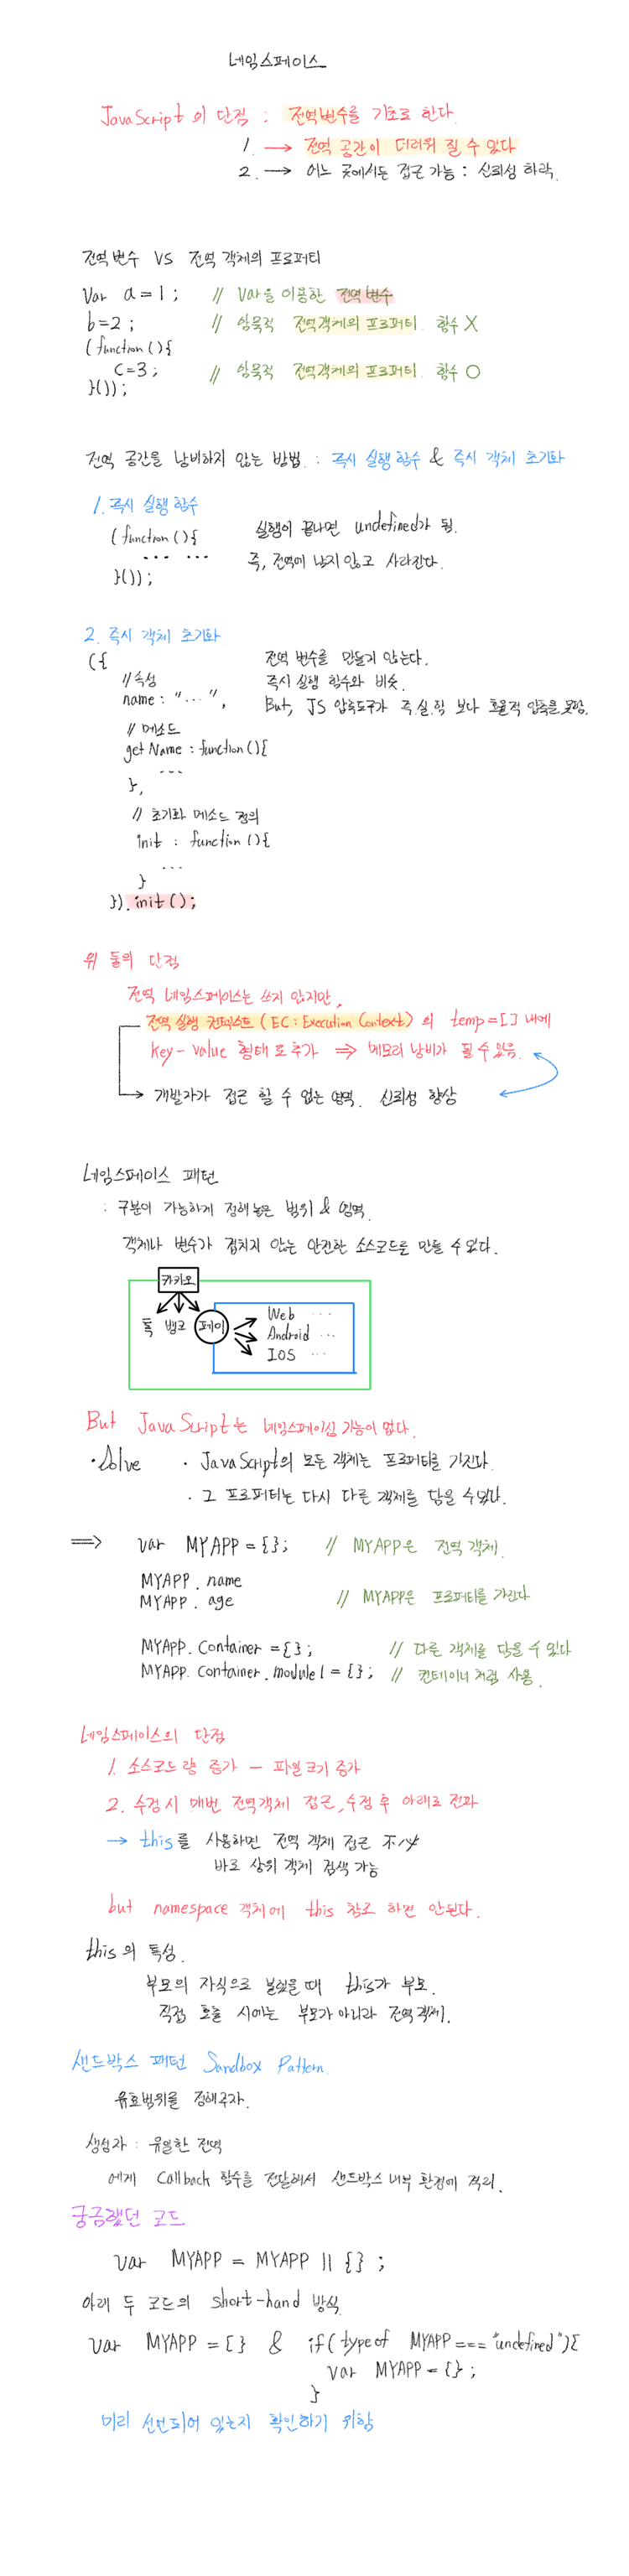 네임스페이스
JavaScript의 단점 : 전역변수를 기초로 한다.
1. → 전역 공간이 더러워 질 수 있다
2. → 어느 곳에서든 접근 가능 : 신뢰성 하락.
전역 변수 VS 전역 객체의 프로퍼티
Var a = 1 ; // Var을 이용한 전역변수
b = 2 ; // 암묵적 전역객체의 프로퍼티. 함수 X
(function () {
C = 3 ; // 암묵적 전역객체의 프로퍼티. 함수 O
}());
전역 공간을 낭비하지 않는 방법. : 즉시 실행 함수 & 즉시 객체 초기화
1. 즉시 실행 함수
(function () { 실행이 끝나면 undefined가 됨.
... ... 즉, 전역에 남지 않고 사라진다.
}());
2. 즉시 객체 초기화
({ 전역 변수를 만들지 않는다.
// 속성 즉시 실행 함수와 비슷.
name : "...", But, JS 압축도구가 즉.실.함 보다 효율적 압축을 못함.
// 메소드
getName : function () {
...
},
// 초기화 메소드 정의
init : function () {
...
}
}).init();
위 둘의 단점
전역 네임스페이스는 쓰지 않지만,
전역 실행 컨텍스트 (EC : Execution Context) 의 temp = [] 내에
Key - Value 형태로 추가 ⇒ 메모리 낭비가 될 수 있음.
개발자가 접근 할 수 없는 영역. 신뢰성 향상
네임스페이스 패턴
: 구분이 가능하게 정해놓은 범위 & 영역.
객체나 변수가 겹치지 않는 안전한 소스코드를 만들 수 있다.
카카오
톡 뱅크 페이
Web ...
Android ...
IOS ...
But JavaScript는 네임스페이싱 기능이 없다.
• Solve • JavaScript의 모든 객체는 프로퍼티를 가진다.
• 그 프로퍼티는 다시 다른 객체를 담을 수 있다.
⇒ var MYAPP = {}; // MYAPP은 전역 객체.
MYAPP. name
MYAPP. age // MYAPP은 프로퍼티를 가진다
MYAPP. Container = {}; // 다른 객체를 담을 수 있다
MYAPP. Container. module1 = {}; // 컨테이너 처럼 사용.
네임스페이스의 단점
1. 소스코드 량 증가 - 파일 크기 증가
2. 수정 시 매번 전역객체 접근, 수정 후 아래로 전파
→ this를 사용하면 전역 객체 접근 不必
바로 상위 객체 검색 가능
but namespace 객체에 this 참조 하면 안된다.
this의 특성.
부모의 자식으로 불렸을 때 this가 부모.
직접 호출 시에는 부모가 아니라 전역객체.
샌드박스 패턴 Sandbox Pattern.
유효범위를 정해주자.
생성자 : 유일한 전역
에게 Callback 함수를 전달해서 샌드박스 내부 환경에 격리.
궁금했던 코드
var MYAPP = MYAPP || {} ;
아래 두 코드의 short-hand 방식.
var MYAPP = {} & if (typeof MYAPP === "undefined") {
var MYAPP = {} ;
}
미리 선언되어 있는지 확인하기 위함